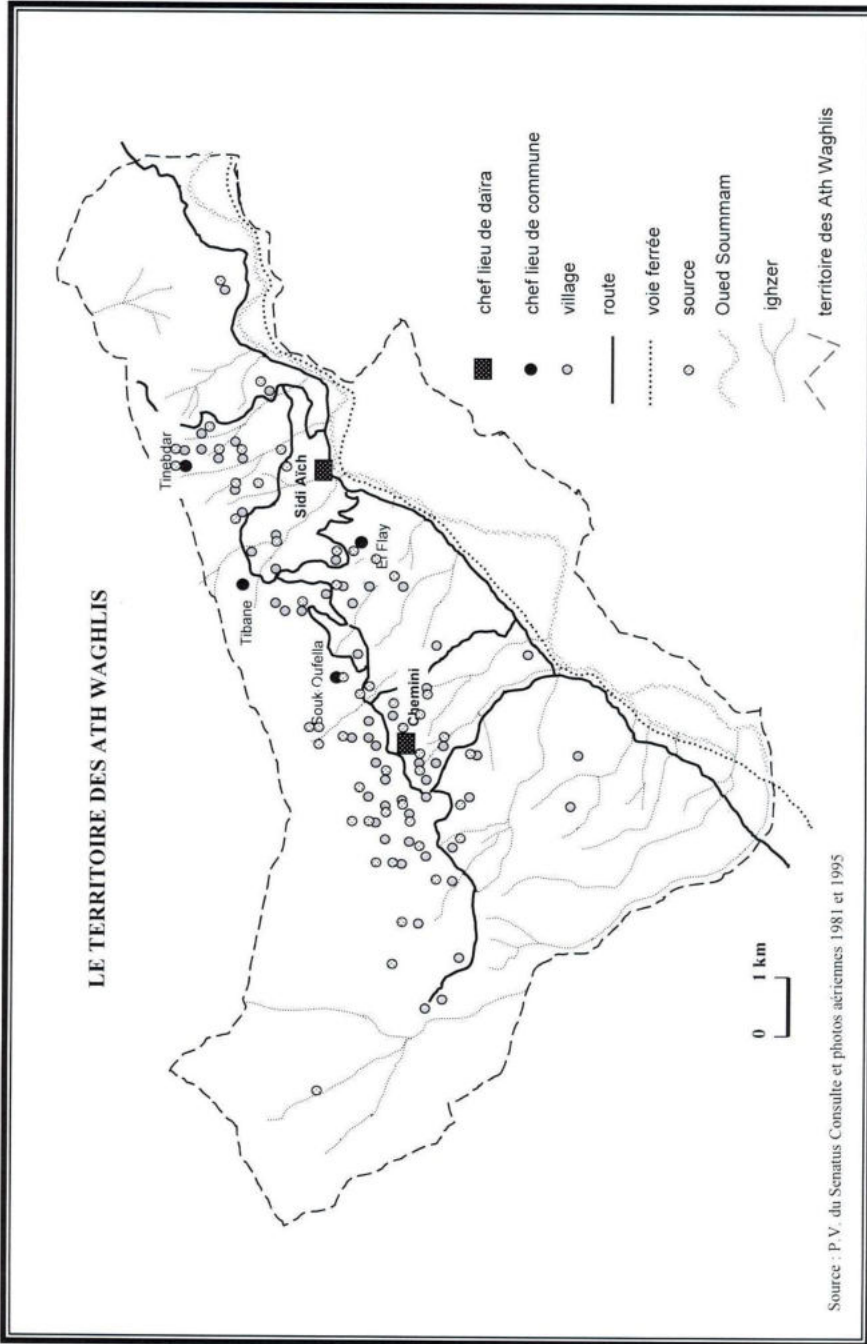 LE TERRITOIRE DES ATH WAGHLIS
Tinebdar
Sidi Aïch
Tibane
El Flay
Souk Oufella
Chemini
chef lieu de daïra
chef lieu de commune
village
route
voie ferrée
source
Oued Soummam
ighzer
territoire des Ath Waghlis
0 1 km
Source : P.V. du Senatus Consulte et photos aériennes 1981 et 1995